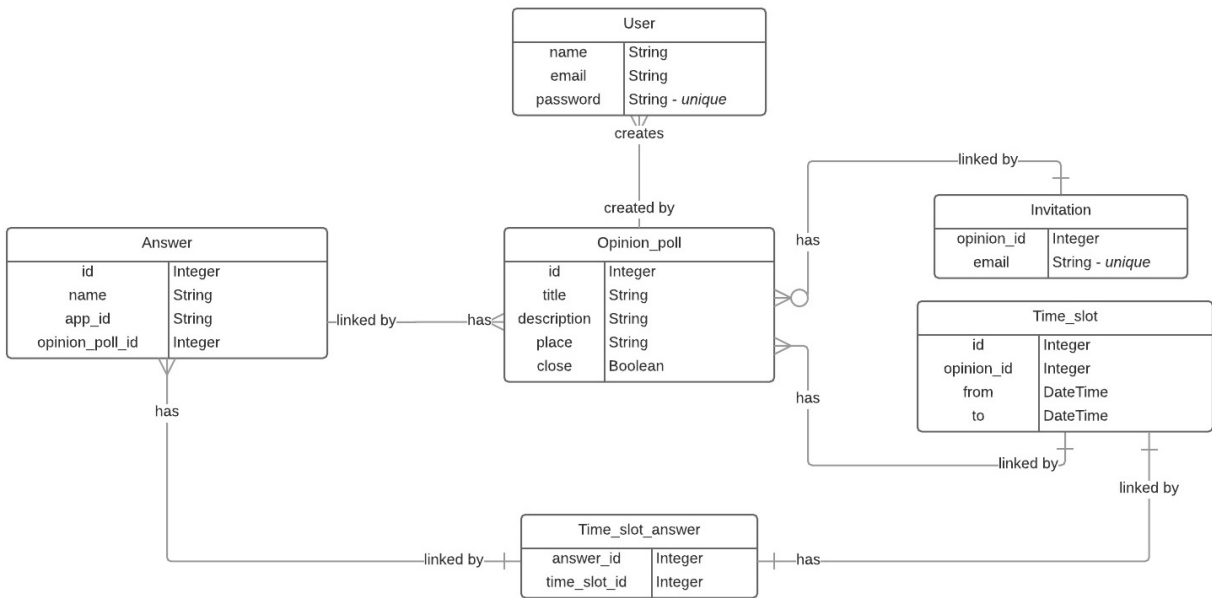 User
name String
email String
password String - unique
creates
created by
linked by
has
Invitation
opinion_id Integer
email String - unique
Answer
id Integer
name String
app_id String
opinion_poll_id Integer
linked by
has
Opinion_poll
id Integer
title String
description String
place String
close Boolean
Time_slot
id Integer
opinion_id Integer
from DateTime
to DateTime
has
linked by
has
linked by
Time_slot_answer
answer_id Integer
time_slot_id Integer
linked by
has